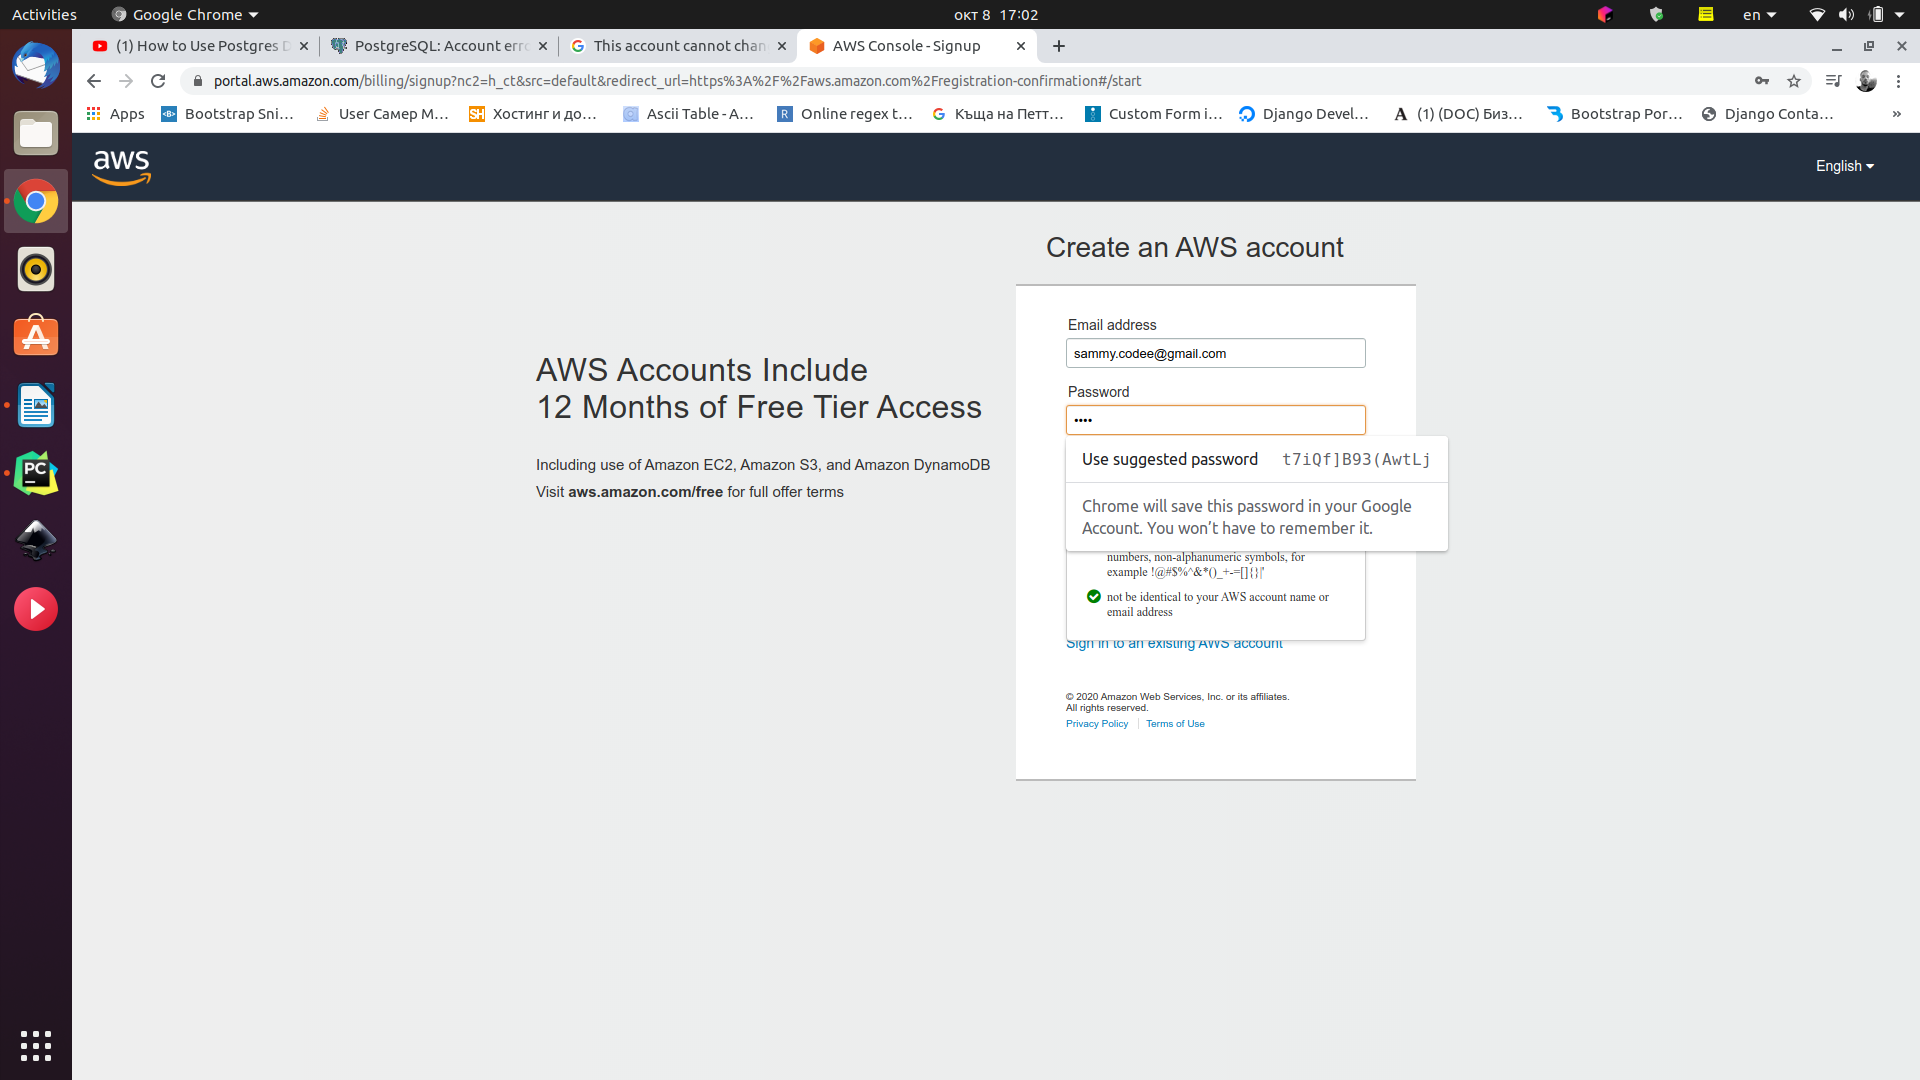 Activities
Google Chrome
окт 8 17:02
en
(1) How to Use Postgres D
PostgreSQL: Account erro
This account cannot chan
AWS Console - Signup
portal.aws.amazon.com/billing/signup?nc2=h_ct&src=default&redirect_url=https%3A%2F%2Faws.amazon.com%2Fregistration-confirmation#/start
Apps
Bootstrap Sni...
User Самер М...
Хостинг и до...
Ascii Table - A...
Online regex t...
Къща на Петт...
Custom Form i...
Django Devel...
(1) (DOC) Биз...
Bootstrap Por...
Django Conta...
»
aws
English
Create an AWS account
AWS Accounts Include
12 Months of Free Tier Access
Including use of Amazon EC2, Amazon S3, and Amazon DynamoDB
Visit aws.amazon.com/free for full offer terms
Email address
sammy.codee@gmail.com
Password
••••
Use suggested password t7iQf]B93(AwtLj
Chrome will save this password in your Google
Account. You won’t have to remember it.
numbers, non-alphanumeric symbols, for
example !@#$%^&*()_+-=[]{}|'
not be identical to your AWS account name or
email address
Sign in to an existing AWS account
© 2020 Amazon Web Services, Inc. or its affiliates.
All rights reserved.
Privacy Policy | Terms of Use